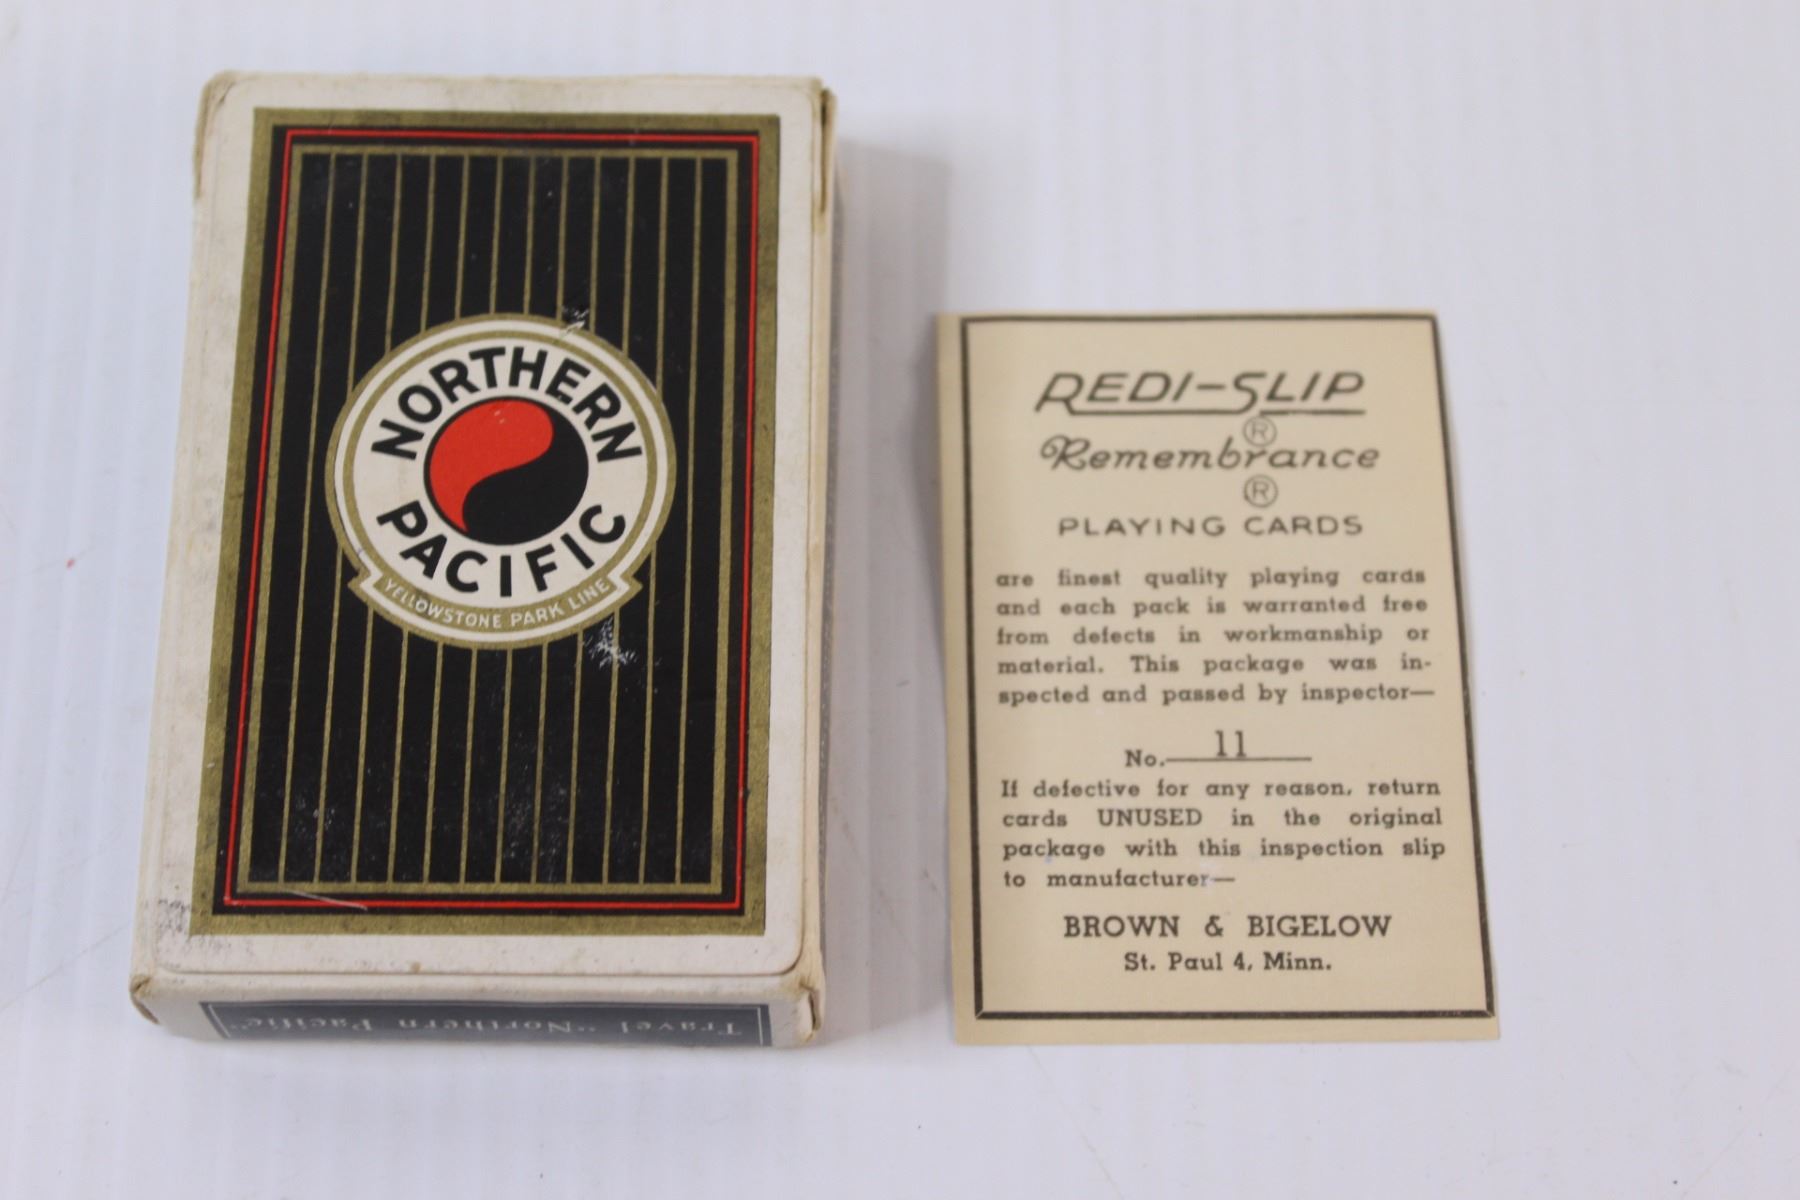 NORTHERN
PACIFIC
YELLOWSTONE PARK LINE
Travel "Northern Pacific"
REDI-SLIP
®
Remembrance
®
PLAYING CARDS
are finest quality playing cards
and each pack is warranted free
from defects in workmanship or
material. This package was in-
spected and passed by inspector—
No. 11
If defective for any reason, return
cards UNUSED in the original
package with this inspection slip
to manufacturer—
BROWN & BIGELOW
St. Paul 4, Minn.